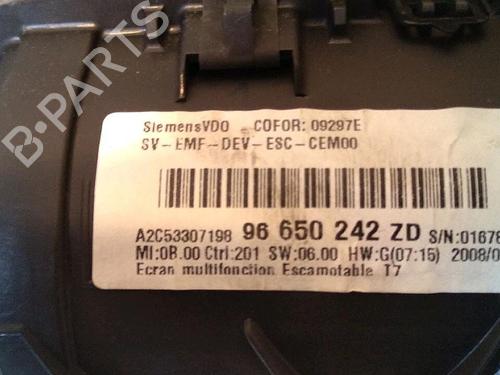 B-PARTS
SiemensVDO - COFOR: 09297E
SV-EMF-DEV-ESC-CEM00
A2C53307198 96 650 242 ZD S/N:01678
MI:0B.00 Ctrl:201 SW:06.00 HW:G(07:15) 2008/0
Ecran multifonction Escamotable T7